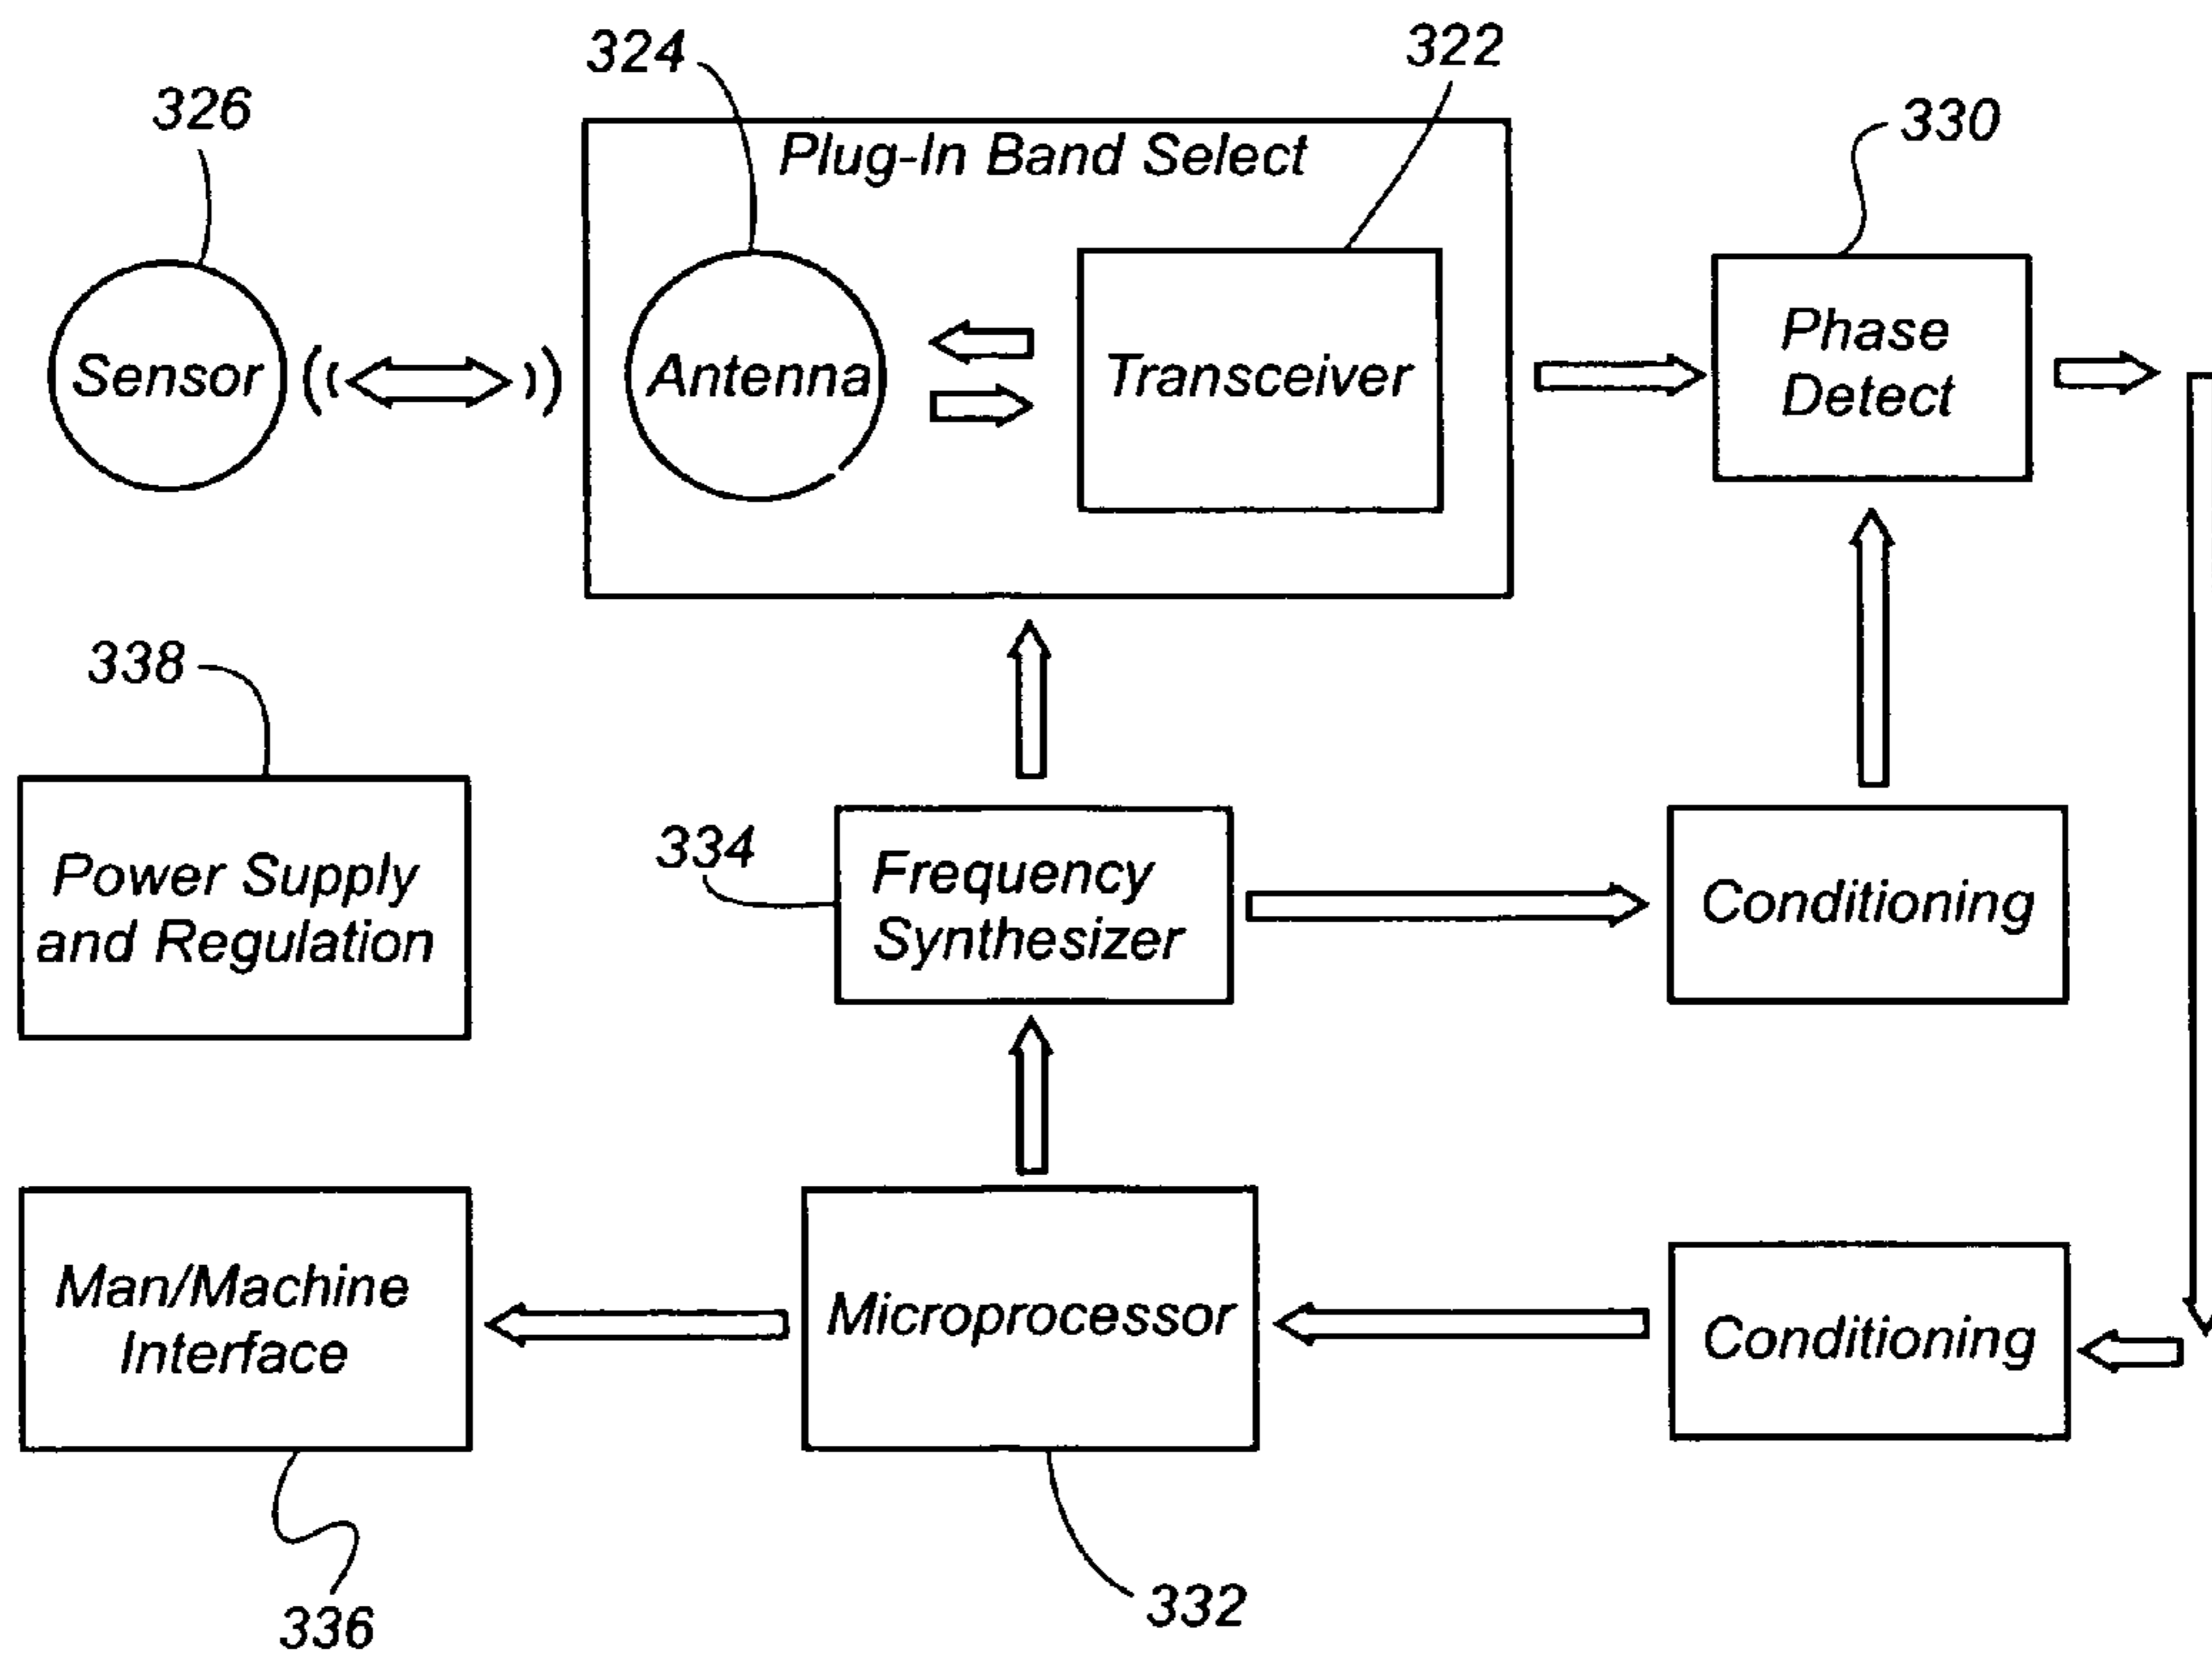 324
322
326
330
Plug-In Band Select
Sensor
Antenna
Transceiver
Phase
Detect
338
Power Supply
and Regulation
334
Frequency
Synthesizer
Conditioning
Man/Machine
Interface
Microprocessor
Conditioning
336
332